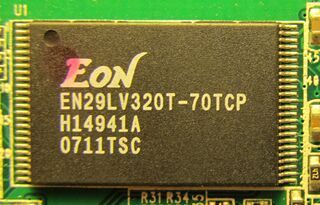 U1
EON
EN29LV320T-70TCP
H14941A
0711TSC
R31 R34